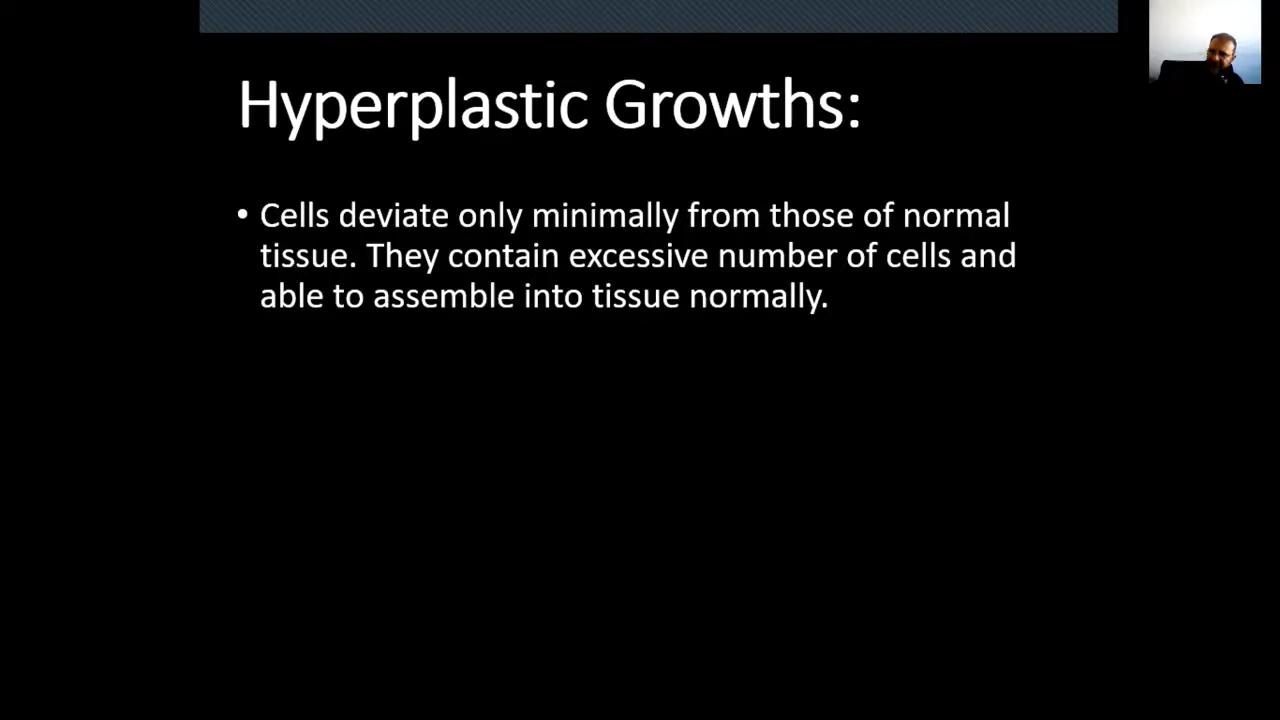 Hyperplastic Growths:
• Cells deviate only minimally from those of normal
tissue. They contain excessive number of cells and
able to assemble into tissue normally.